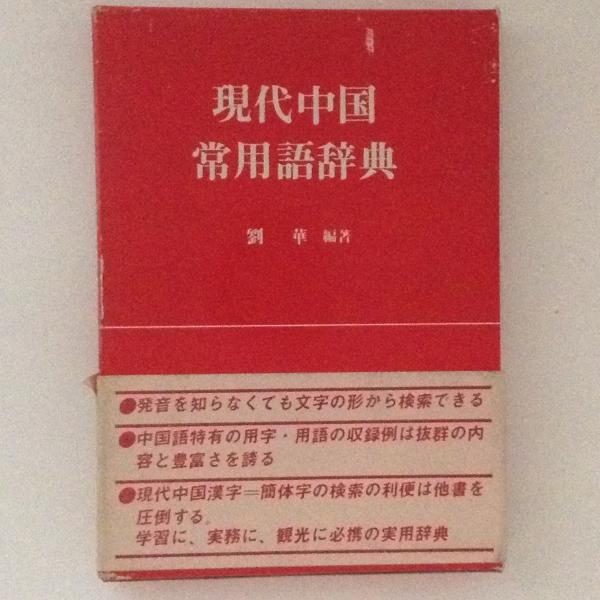 現代中国
常用語辞典
劉 華 編著
●発音を知らなくても文字の形から検索できる
●中国語特有の用字・用語の収録例は抜群の内
容と豊富さを誇る
●現代中国漢字=簡体字の検索の利便は他書を
圧倒する。
学習に、実務に、観光に必携の実用辞典